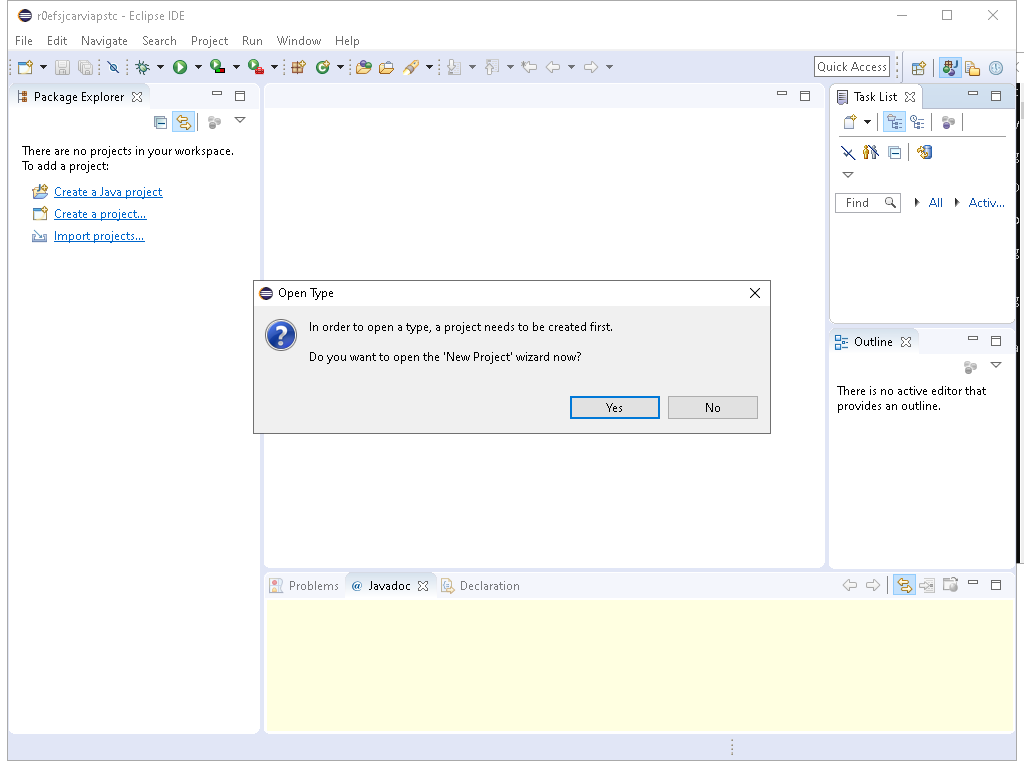 r0efsjcarviapstc - Eclipse IDE
File Edit Navigate Search Project Run Window Help
Quick Access
Package Explorer
There are no projects in your workspace.
To add a project:
Create a Java project
Create a project...
Import projects...
Task List
Find All Activ...
Open Type
In order to open a type, a project needs to be created first.
Do you want to open the 'New Project' wizard now?
Yes No
Outline
There is no active editor that
provides an outline.
Problems @ Javadoc Declaration